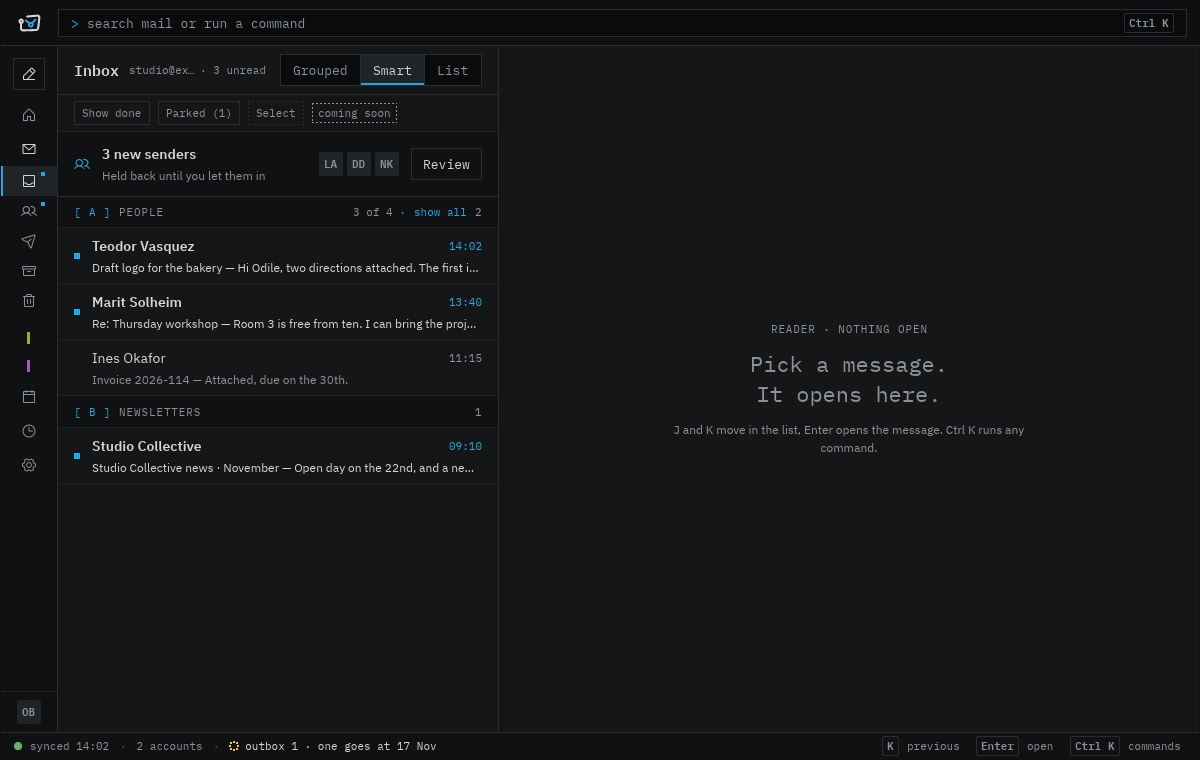 > search mail or run a command
Ctrl K
Inbox studio@ex… · 3 unread
Grouped Smart List
Show done Parked (1) Select coming soon
3 new senders
Held back until you let them in
LA DD NK
Review
[ A ] PEOPLE 3 of 4 · show all 2
Teodor Vasquez 14:02
Draft logo for the bakery — Hi Odile, two directions attached. The first i…
Marit Solheim 13:40
Re: Thursday workshop — Room 3 is free from ten. I can bring the proj…
Ines Okafor 11:15
Invoice 2026-114 — Attached, due on the 30th.
[ B ] NEWSLETTERS 1
Studio Collective 09:10
Studio Collective news · November — Open day on the 22nd, and a ne…
READER · NOTHING OPEN
Pick a message.
It opens here.
J and K move in the list, Enter opens the message. Ctrl K runs any
command.
OB
synced 14:02 · 2 accounts · outbox 1 · one goes at 17 Nov
K previous Enter open Ctrl K commands